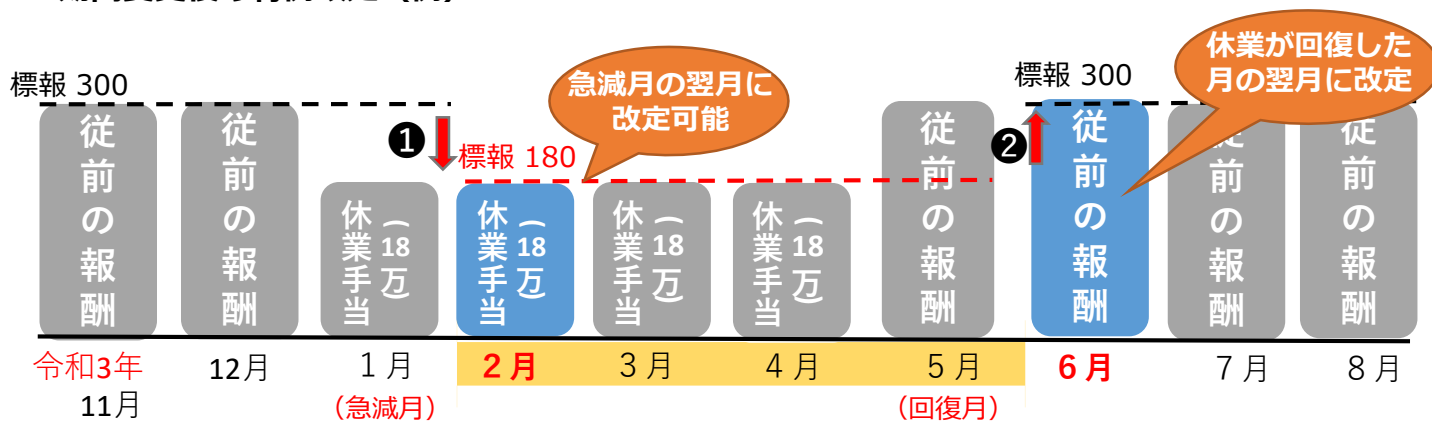 標報 300
急減月の翌月に
改定可能
標報 300
休業が回復した
月の翌月に改定
❶
標報 180
❷
従前の報酬
従前の報酬
休業手当
(18万)
休業手当
(18万)
休業手当
(18万)
休業手当
(18万)
従前の報酬
従前の報酬
従前の報酬
従前の報酬
令和3年
11月
12月
1月
(急減月)
2月
3月
4月
5月
(回復月)
6月
7月
8月